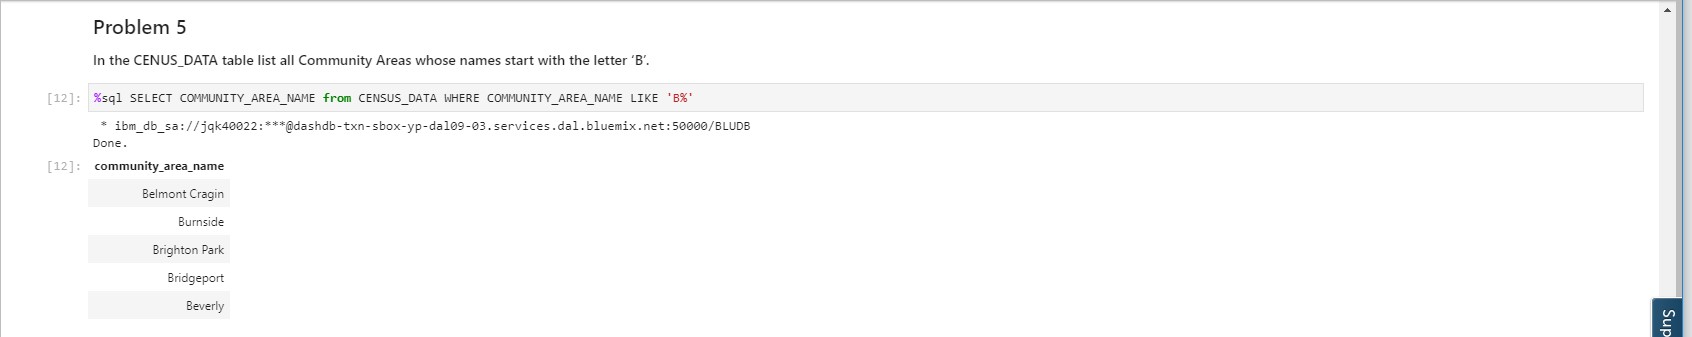 Problem 5
In the CENUS_DATA table list all Community Areas whose names start with the letter ‘B’.
[12]: %sql SELECT COMMUNITY_AREA_NAME from CENSUS_DATA WHERE COMMUNITY_AREA_NAME LIKE 'B%'
* ibm_db_sa://jqk40022:***@dashdb-txn-sbox-yp-dal09-03.services.dal.bluemix.net:50000/BLUDB
Done.
[12]: community_area_name
Belmont Cragin
Burnside
Brighton Park
Bridgeport
Beverly
Sup